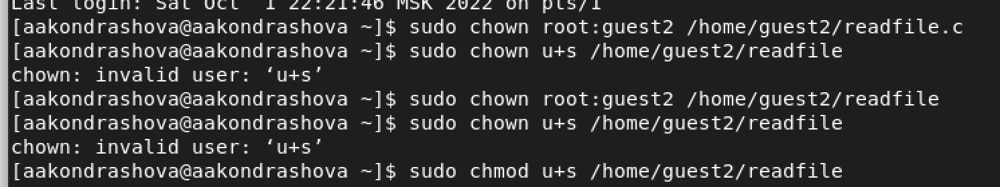 Last login: Sat Oct  1 22:21:46 MSK 2022 on pts/1
[aakondrashova@aakondrashova ~]$ sudo chown root:guest2 /home/guest2/readfile.c
[aakondrashova@aakondrashova ~]$ sudo chown u+s /home/guest2/readfile
chown: invalid user: ‘u+s’
[aakondrashova@aakondrashova ~]$ sudo chown root:guest2 /home/guest2/readfile
[aakondrashova@aakondrashova ~]$ sudo chown u+s /home/guest2/readfile
chown: invalid user: ‘u+s’
[aakondrashova@aakondrashova ~]$ sudo chmod u+s /home/guest2/readfile